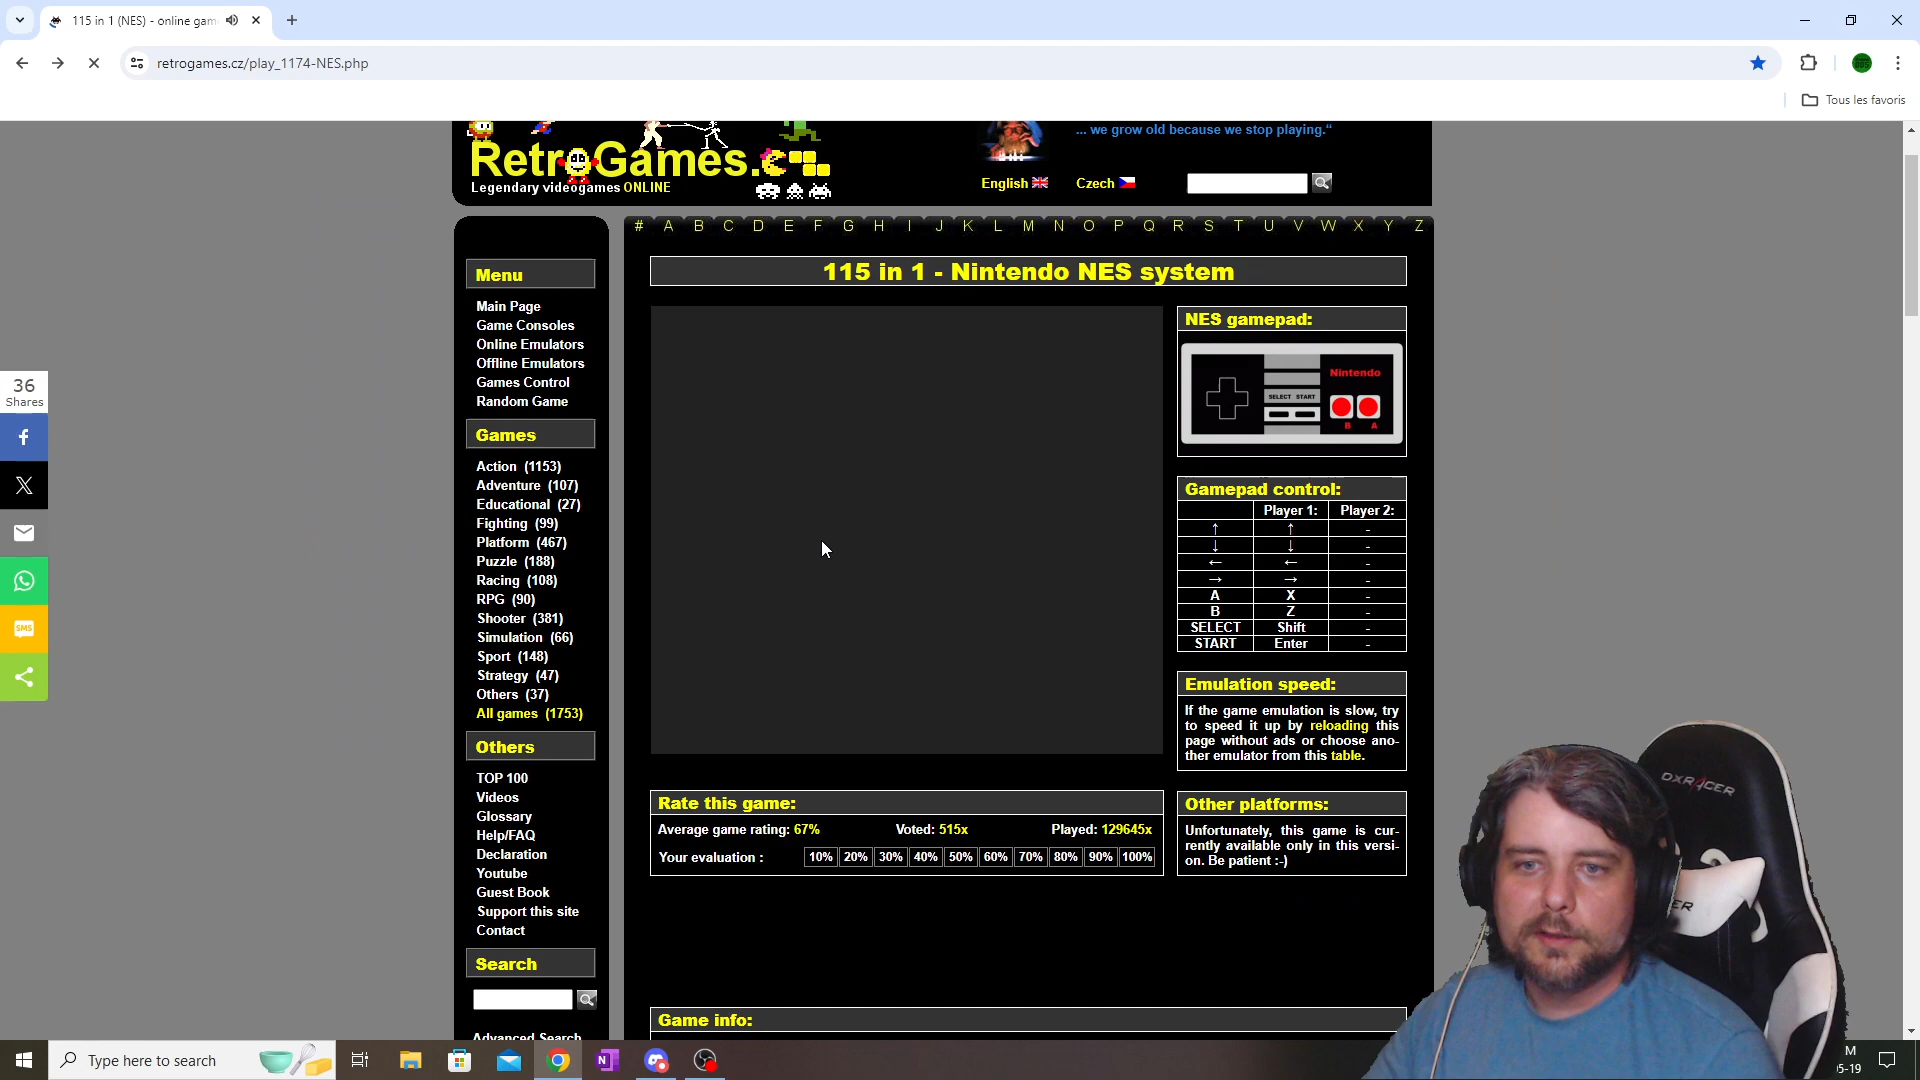 115 in 1 (NES) - online gam
retrogames.cz/play_1174-NES.php
Tous les favoris
... we grow old because we stop playing."
RetroGames.cz
Legendary videogames ONLINE
English
Czech
# A B C D E F G H I J K L M N O P Q R S T U V W X Y Z
Menu
Main Page
Game Consoles
Online Emulators
Offline Emulators
Games Control
Random Game
Games
Action (1153)
Adventure (107)
Educational (27)
Fighting (99)
Platform (467)
Puzzle (188)
Racing (108)
RPG (90)
Shooter (381)
Simulation (66)
Sport (148)
Strategy (47)
Others (37)
All games (1753)
Others
TOP 100
Videos
Glossary
Help/FAQ
Declaration
Youtube
Guest Book
Support this site
Contact
Search
Advanced Search
36
Shares
SMS
115 in 1 - Nintendo NES system
NES gamepad:
Nintendo
SELECT START
B A
Gamepad control:
Player 1: Player 2:
↑ ↑ -
↓ ↓ -
← ← -
→ → -
A X -
B Z -
SELECT Shift -
START Enter -
Emulation speed:
If the game emulation is slow, try
to speed it up by reloading this
page without ads or choose ano-
ther emulator from this table.
Rate this game:
Average game rating: 67% Voted: 515x Played: 129645x
Your evaluation : 10% 20% 30% 40% 50% 60% 70% 80% 90% 100%
Other platforms:
Unfortunately, this game is cur-
rently available only in this versi-
on. Be patient :-)
Game info:
DXRACER
Type here to search
M
5-19